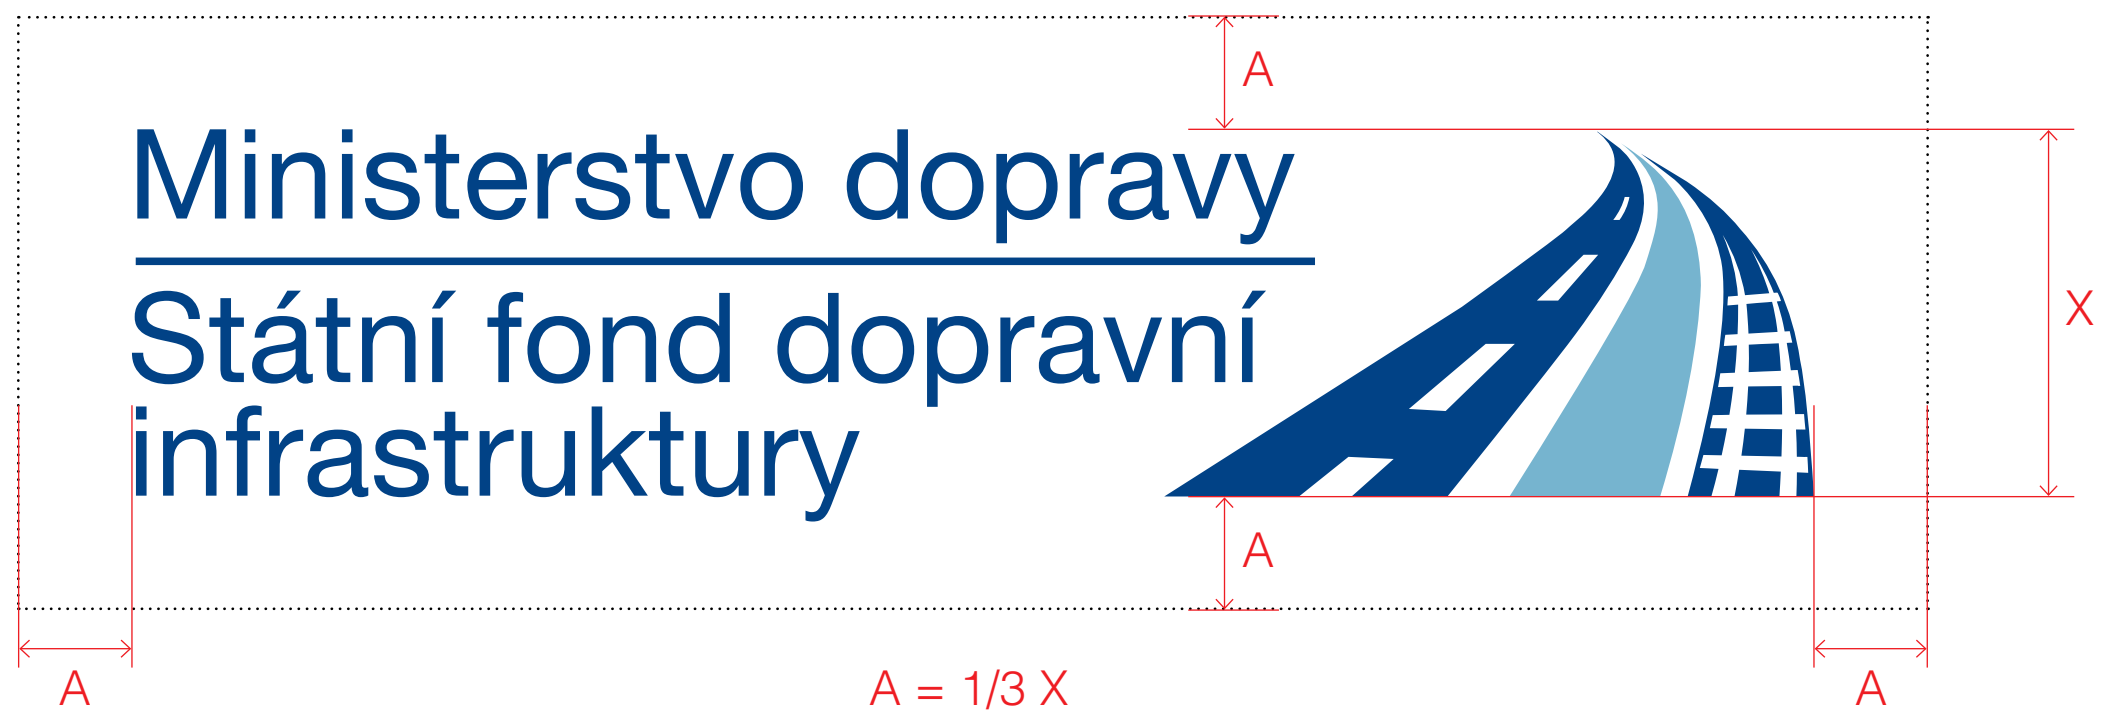 A
Ministerstvo dopravy
Státní fond dopravní
infrastruktury
X
A
A
A = 1/3 X
A